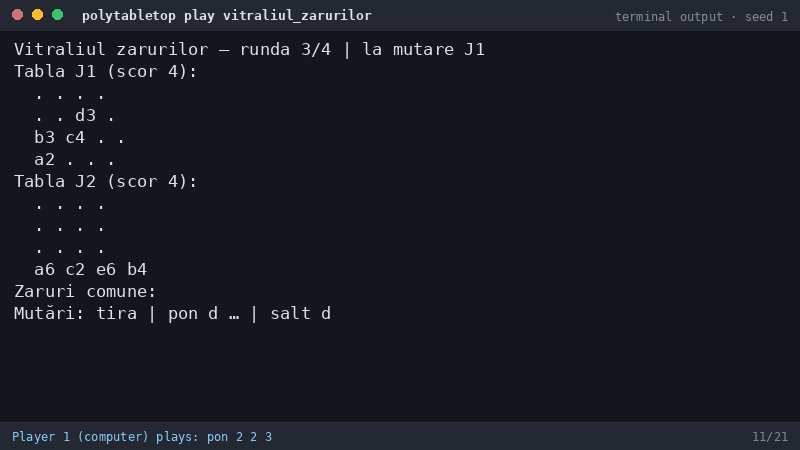 polytabletop play vitraliul_zarurilor
terminal output · seed 1
Vitraliul zarurilor — runda 3/4 | la mutare J1
Tabla J1 (scor 4):
. . . .
. . d3 .
b3 c4 . .
a2 . . .
Tabla J2 (scor 4):
. . . .
. . . .
. . . .
a6 c2 e6 b4
Zaruri comune:
Mutări: tira | pon d … | salt d
Player 1 (computer) plays: pon 2 2 3
11/21